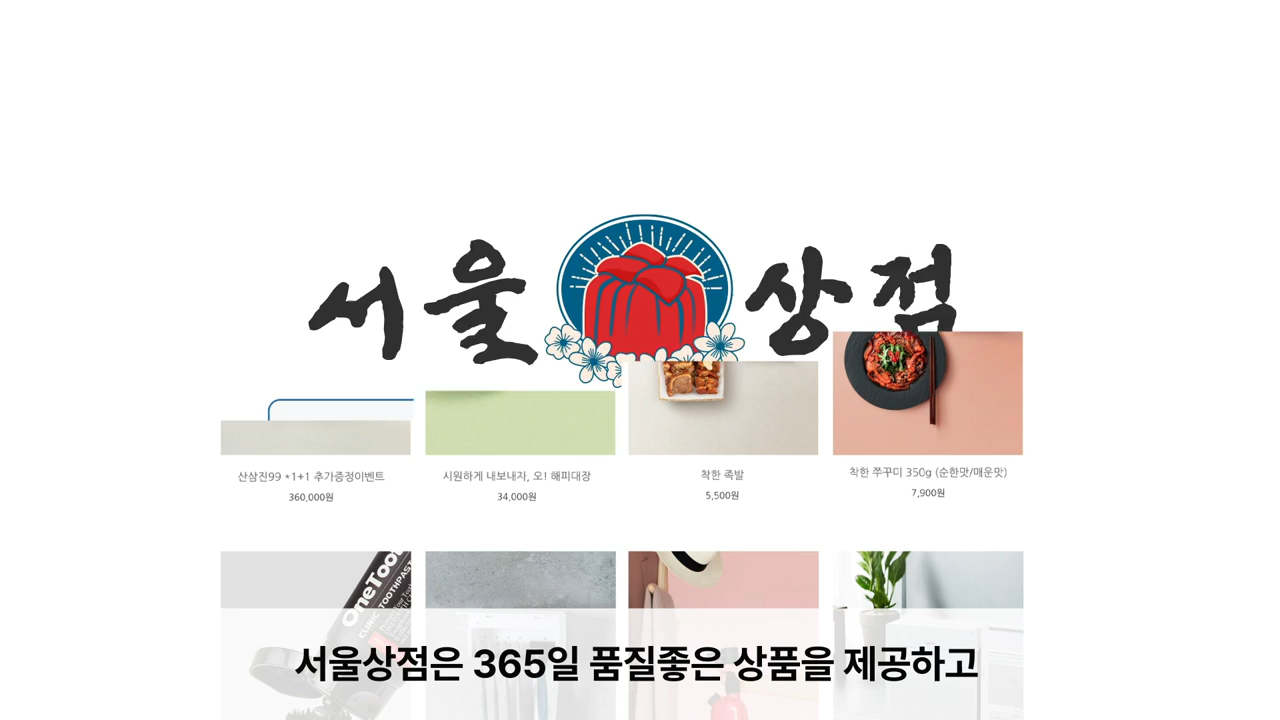 서울 상점
산삼진99 *1+1 추가증정이벤트
360,000원
시원하게 내보내자, 오! 해피대장
34,000원
착한 족발
5,500원
착한 쭈꾸미 350g (순한맛/매운맛)
7,900원
OneToo
CLINIC TOOTHPAST
서울상점은 365일 품질좋은 상품을 제공하고